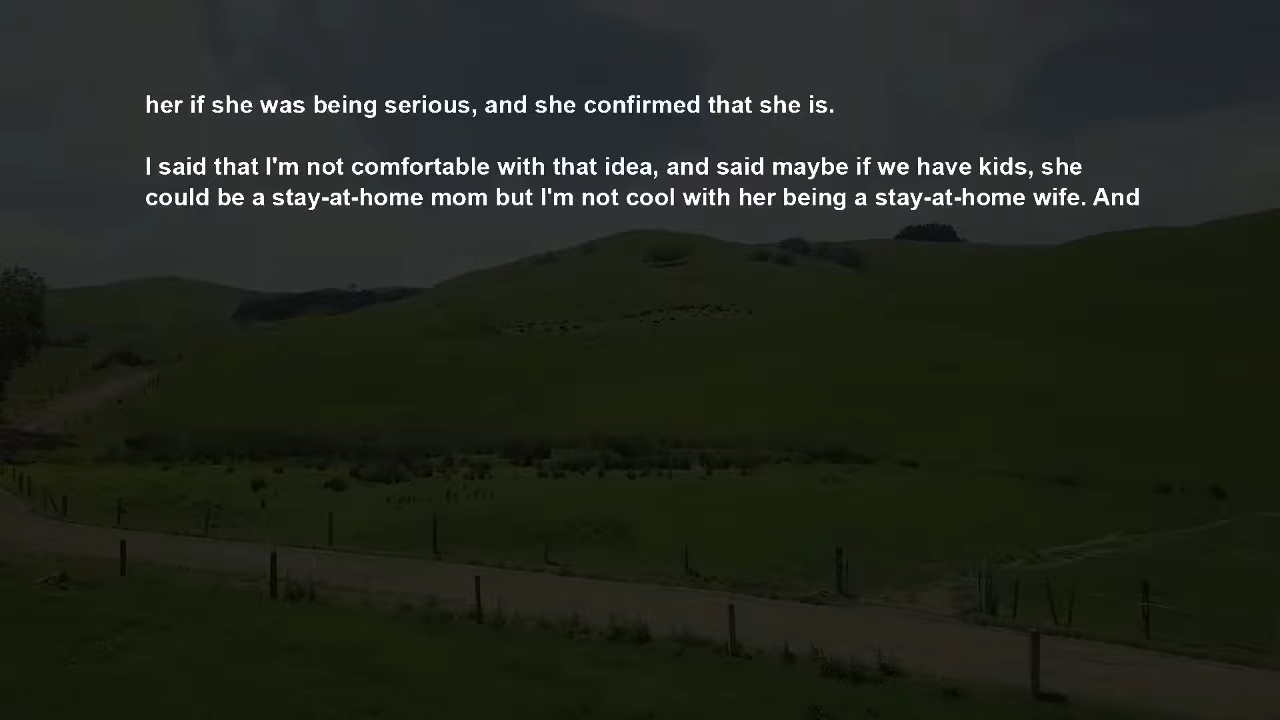 her if she was being serious, and she confirmed that she is.
I said that I'm not comfortable with that idea, and said maybe if we have kids, she
could be a stay-at-home mom but I'm not cool with her being a stay-at-home wife. And